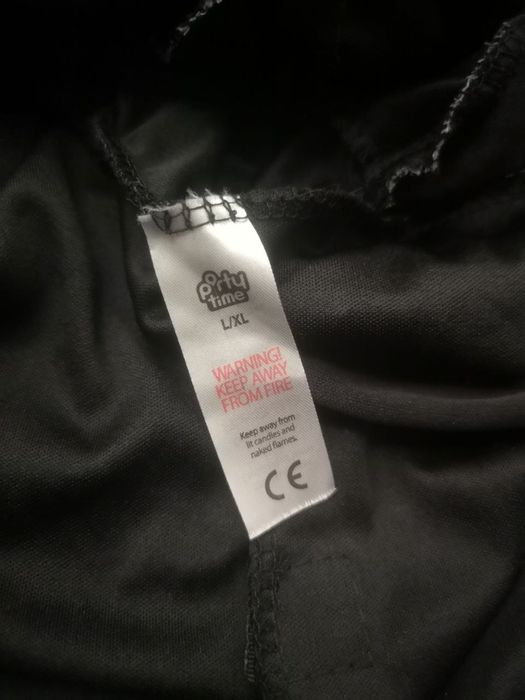 Party
time
L/XL
WARNING!
KEEP AWAY
FROM FIRE
Keep away from
lit candles and
naked flames.
CE